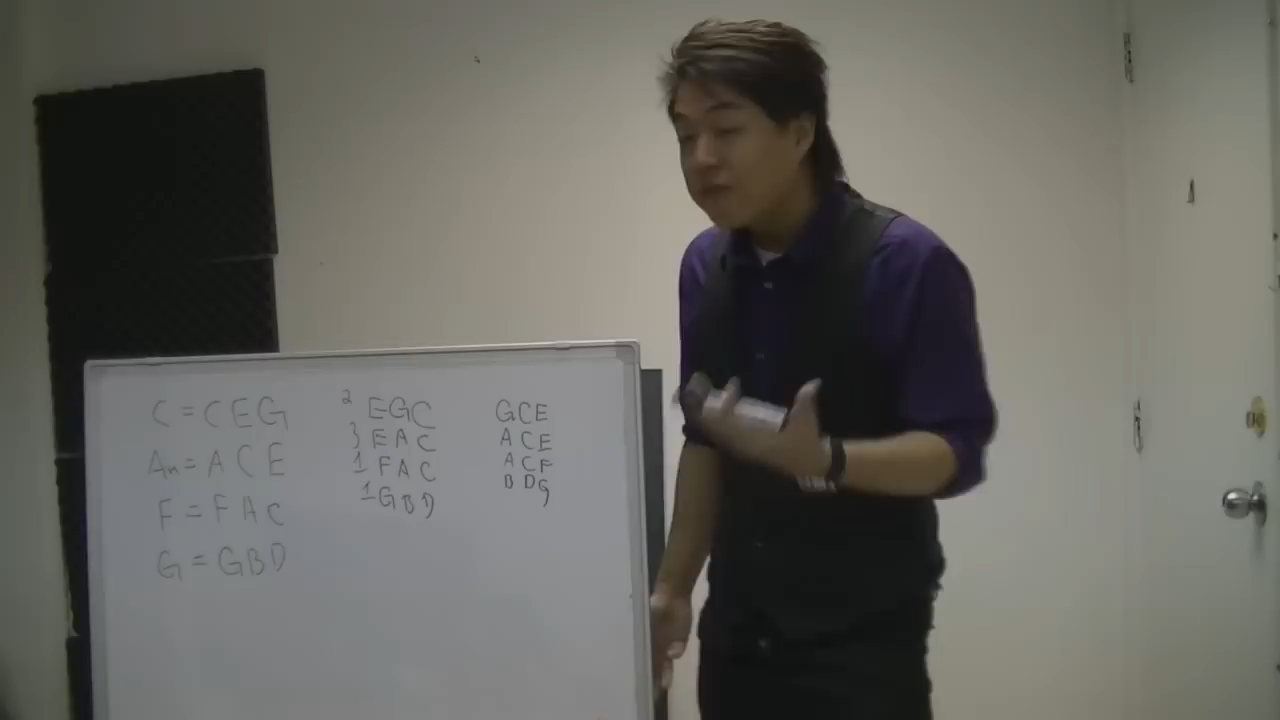 C = C E G
Am = A C E
F = F A C
G = G B D
2 E G C
3 E A C
1 F A C
1 G B D
G C E
A C E
A C F
B D G